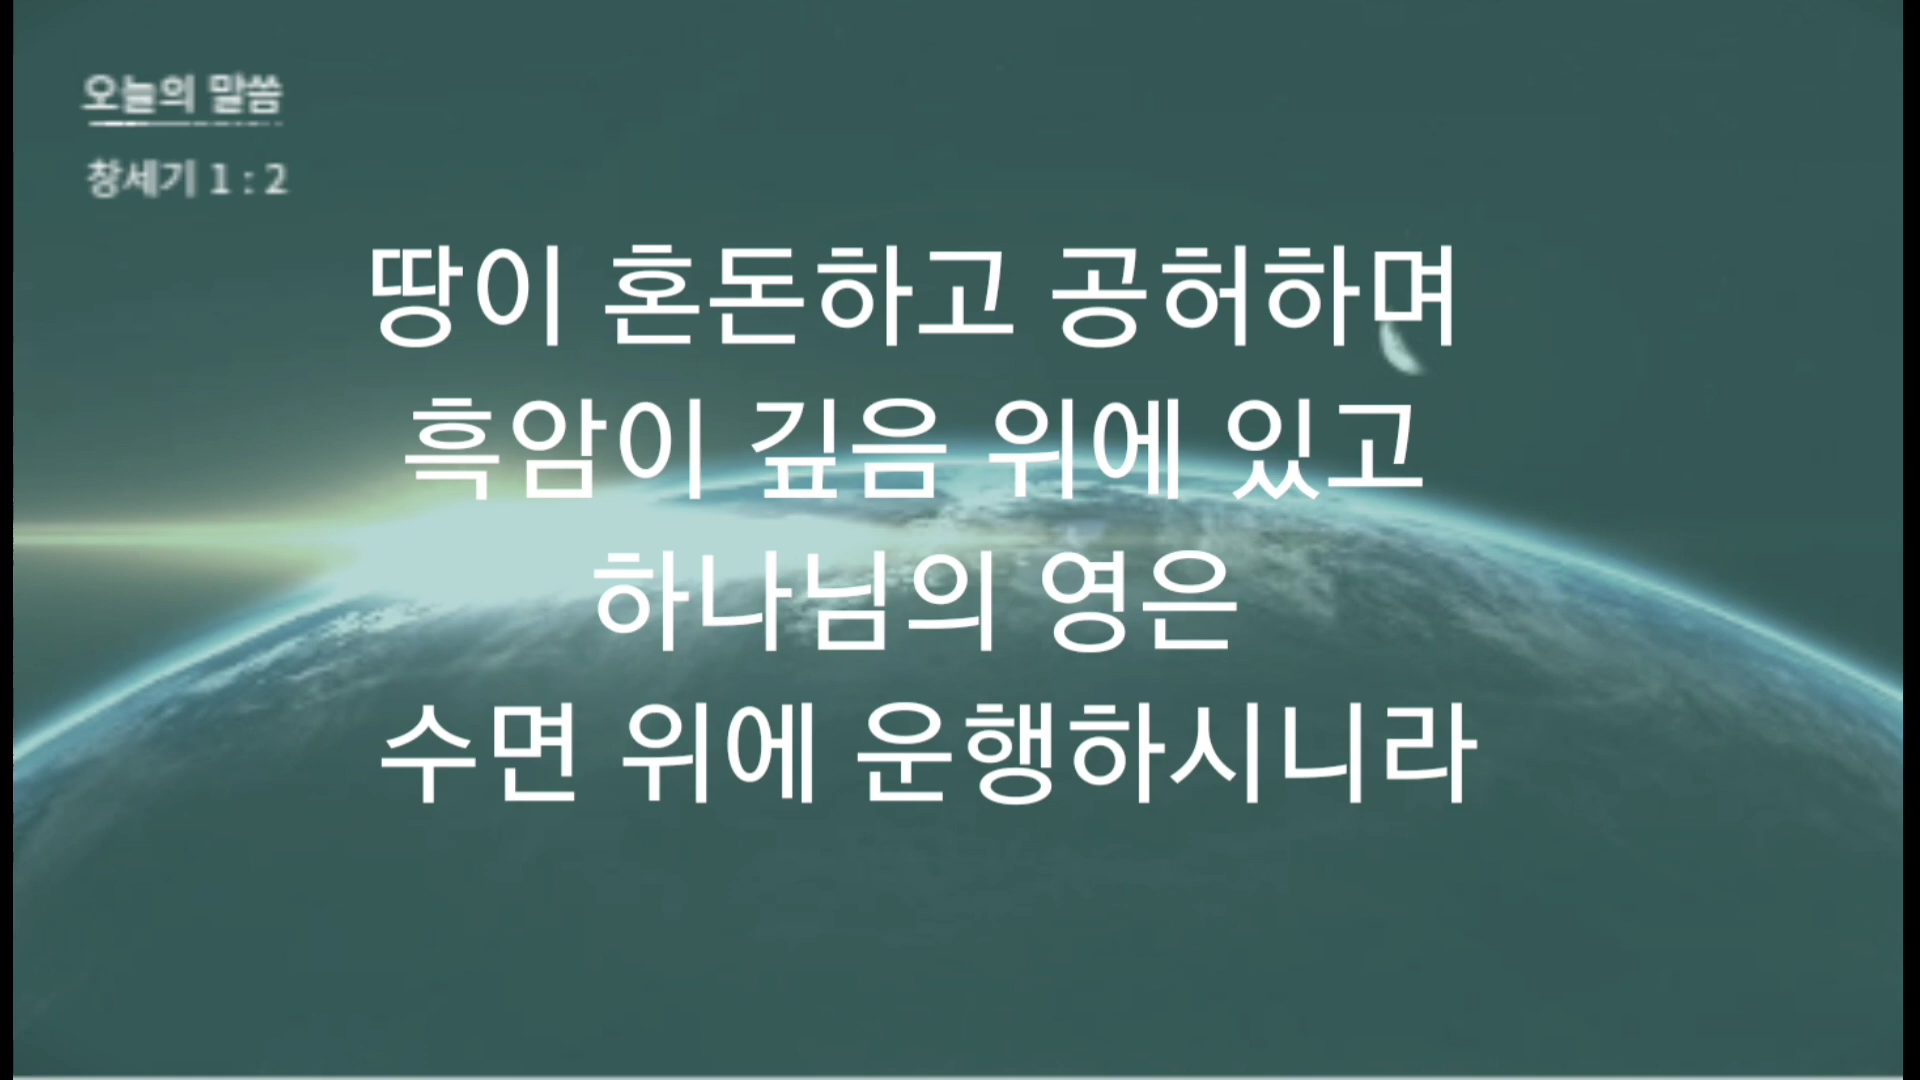 오늘의 말씀
창세기 1 : 2
땅이 혼돈하고 공허하며
흑암이 깊음 위에 있고
하나님의 영은
수면 위에 운행하시니라